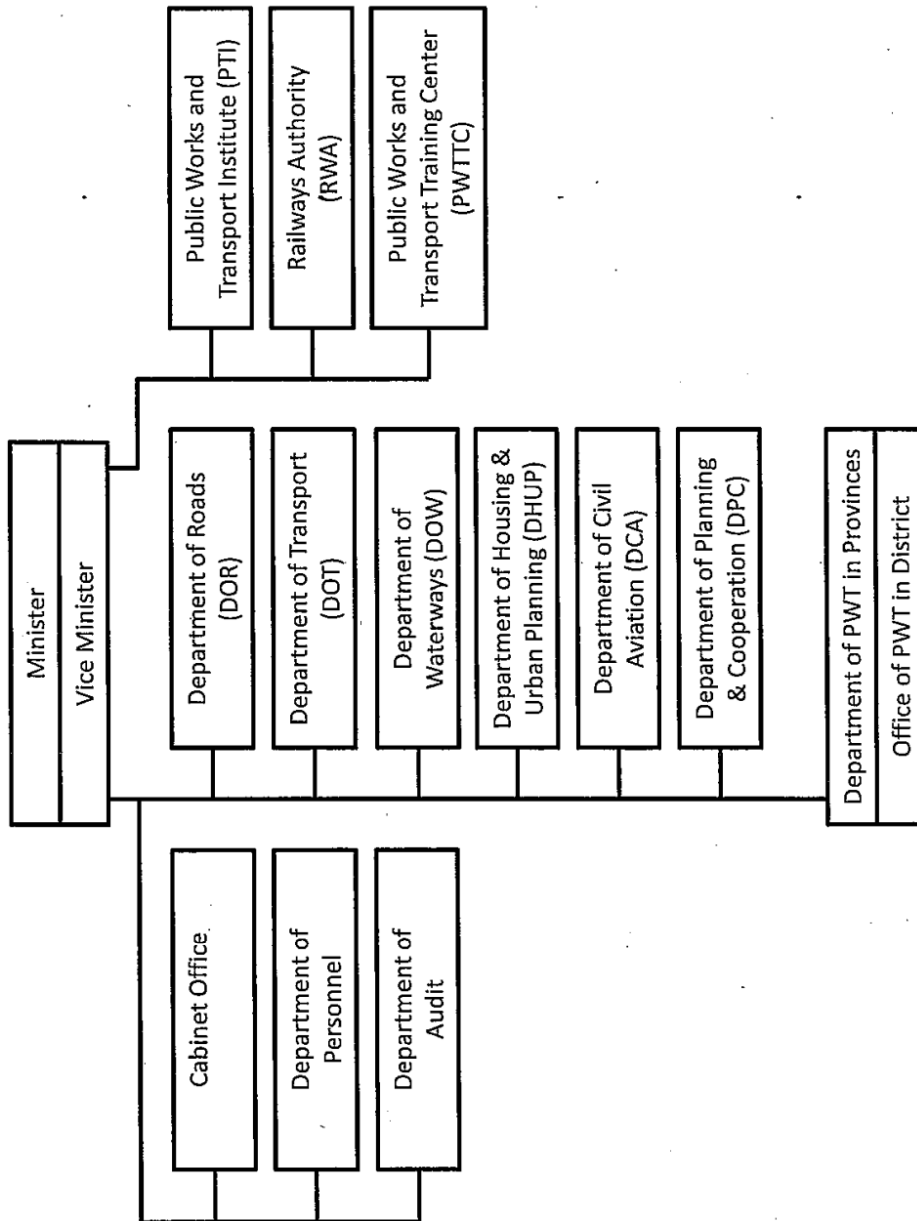 Minister
Vice Minister
Cabinet Office
Department of
Personnel
Department of
Audit
Department of Roads
(DOR)
Department of Transport
(DOT)
Department of
Waterways (DOW)
Department of Housing &
Urban Planning (DHUP)
Department of Civil
Aviation (DCA)
Department of Planning
& Cooperation (DPC)
Department of PWT in Provinces
Office of PWT in District
Public Works and
Transport Institute (PTI)
Railways Authority
(RWA)
Public Works and
Transport Training Center
(PWTTC)